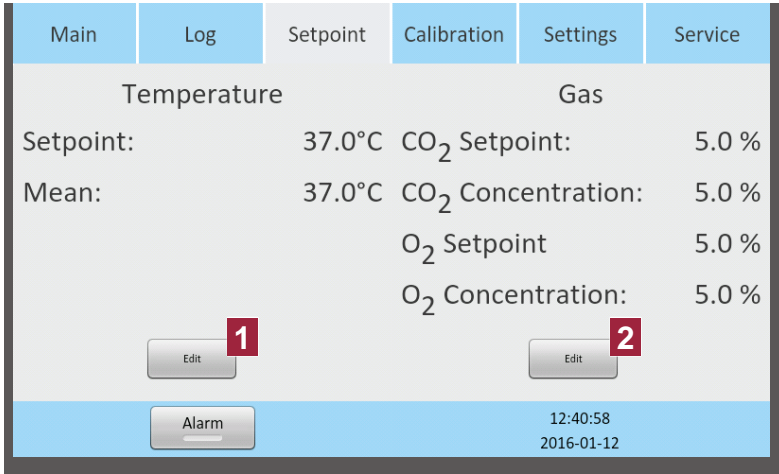 Main Log Setpoint Calibration Settings Service
Temperature
Setpoint: 37.0°C
Mean: 37.0°C
Gas
CO₂ Setpoint: 5.0 %
CO₂ Concentration: 5.0 %
O₂ Setpoint 5.0 %
O₂ Concentration: 5.0 %
Edit 1
Edit 2
Alarm
12:40:58
2016-01-12